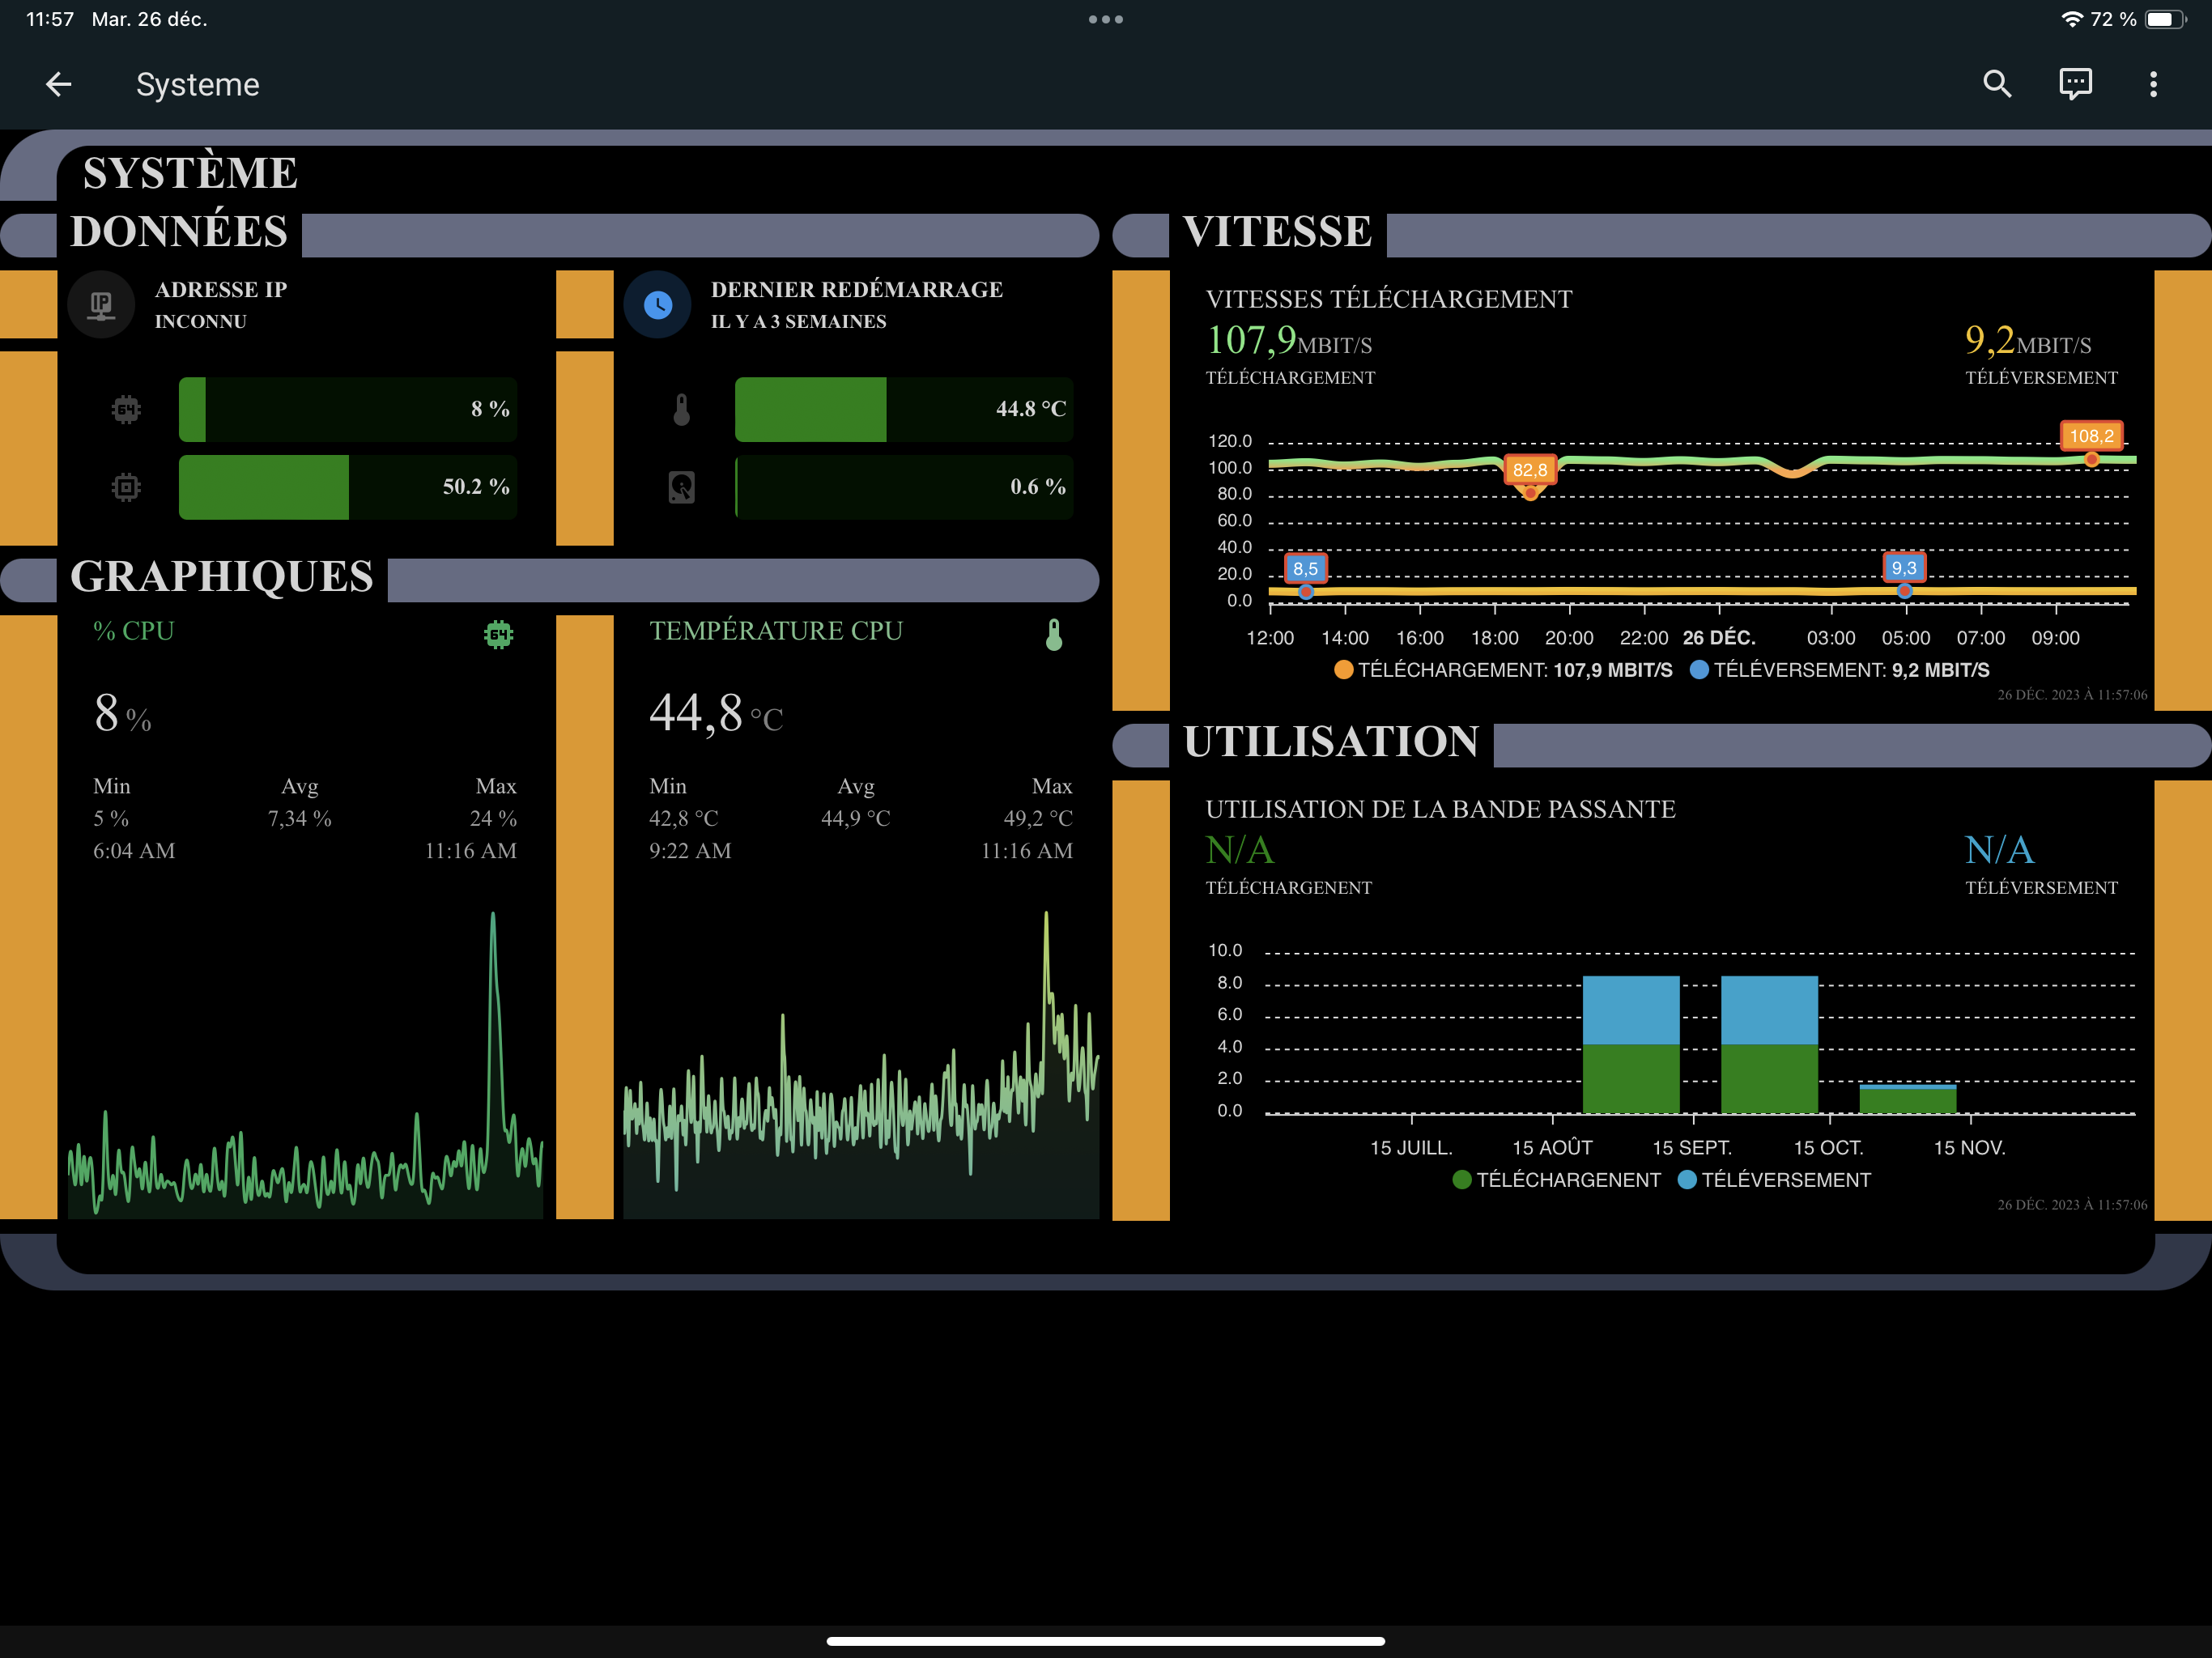 11:57 Mar. 26 déc.
72 %
Systeme
SYSTÈME
DONNÉES
ADRESSE IP
INCONNU
DERNIER REDÉMARRAGE
IL Y A 3 SEMAINES
IP
64
8 %
44.8 °C
50.2 %
0.6 %
GRAPHIQUES
% CPU
64
8 %
Min Avg Max
5 % 7,34 % 24 %
6:04 AM 11:16 AM
TEMPÉRATURE CPU
44,8 °C
Min Avg Max
42,8 °C 44,9 °C 49,2 °C
9:22 AM 11:16 AM
VITESSE
VITESSES TÉLÉCHARGEMENT
107,9MBIT/S 9,2MBIT/S
TÉLÉCHARGEMENT TÉLÉVERSEMENT
120.0
100.0
80.0
60.0
40.0
20.0
0.0
108,2
82,8
8,5
9,3
12:00 14:00 16:00 18:00 20:00 22:00 26 DÉC. 03:00 05:00 07:00 09:00
TÉLÉCHARGEMENT: 107,9 MBIT/S TÉLÉVERSEMENT: 9,2 MBIT/S
26 DÉC. 2023 À 11:57:06
UTILISATION
UTILISATION DE LA BANDE PASSANTE
N/A N/A
TÉLÉCHARGENENT TÉLÉVERSEMENT
10.0
8.0
6.0
4.0
2.0
0.0
15 JUILL. 15 AOÛT 15 SEPT. 15 OCT. 15 NOV.
TÉLÉCHARGENENT TÉLÉVERSEMENT
26 DÉC. 2023 À 11:57:06